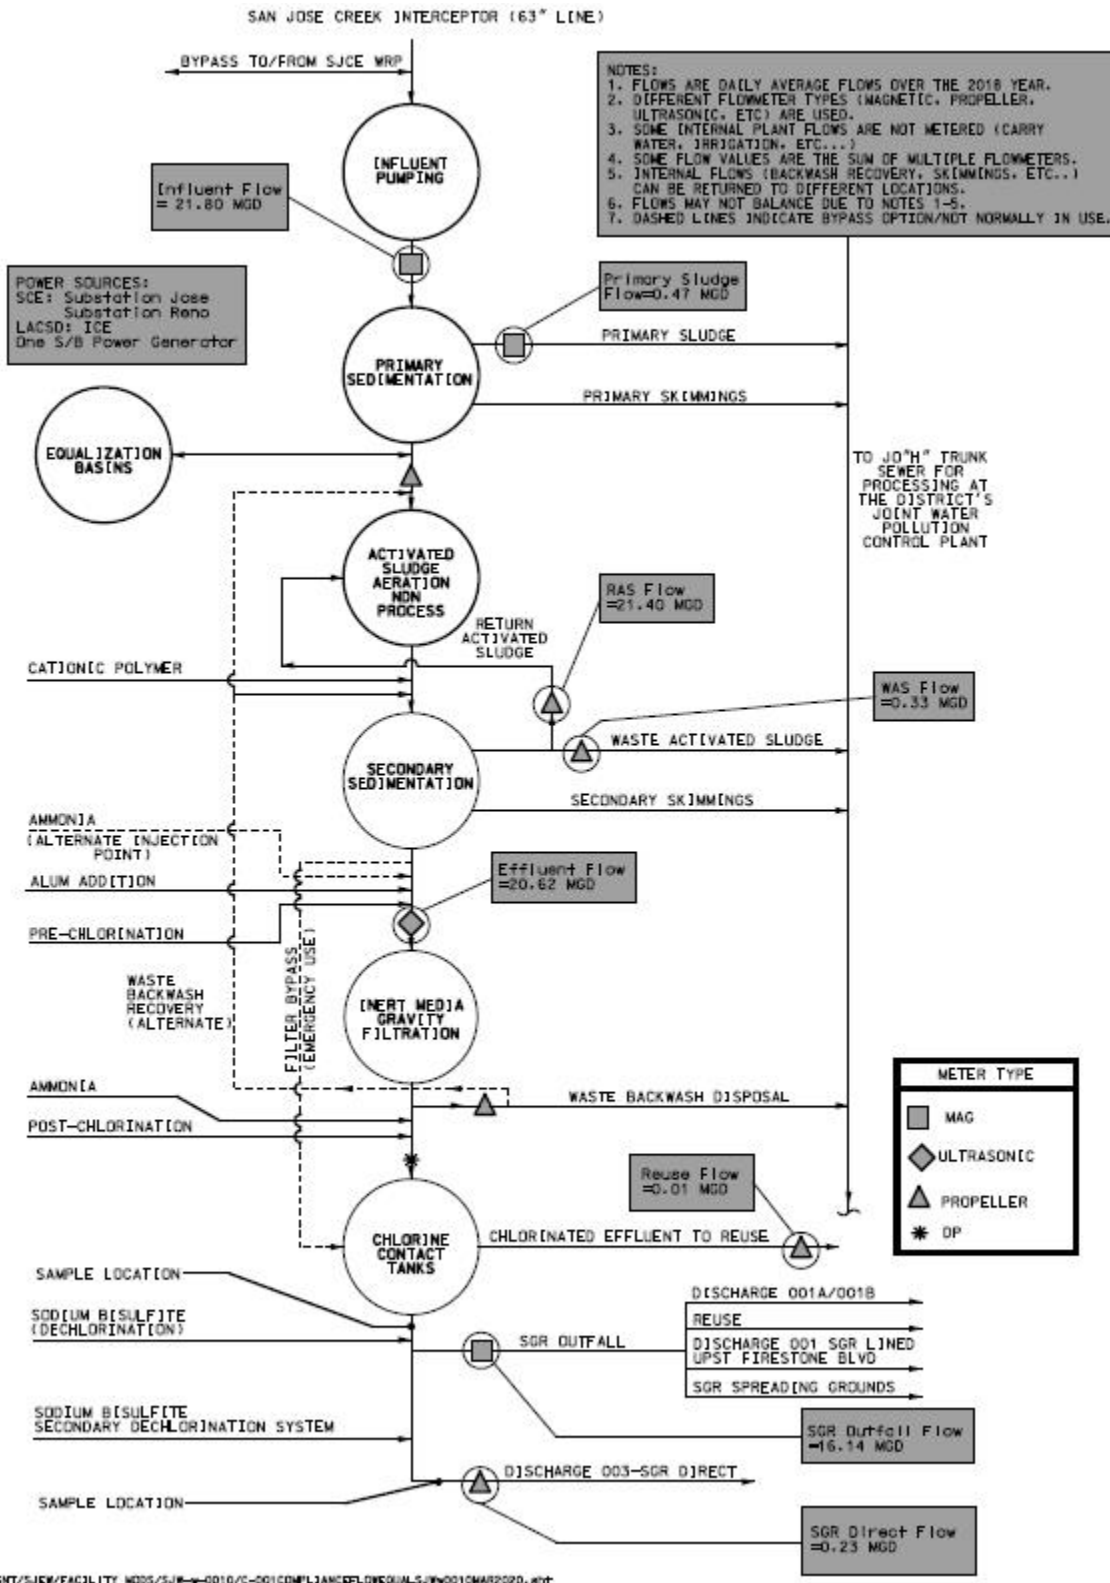 SAN JOSE CREEK INTERCEPTOR (63" LINE)
BYPASS TO/FROM SJCE WRP
NOTES:
1. FLOWS ARE DAILY AVERAGE FLOWS OVER THE 2018 YEAR.
2. DIFFERENT FLOWMETER TYPES (MAGNETIC, PROPELLER,
ULTRASONIC, ETC) ARE USED.
3. SOME INTERNAL PLANT FLOWS ARE NOT METERED (CARRY
WATER, IRRIGATION, ETC...)
4. SOME FLOW VALUES ARE THE SUM OF MULTIPLE FLOWMETERS.
5. INTERNAL FLOWS (BACKWASH RECOVERY, SKIMMINGS, ETC..)
CAN BE RETURNED TO DIFFERENT LOCATIONS.
6. FLOWS MAY NOT BALANCE DUE TO NOTES 1-5.
7. DASHED LINES INDICATE BYPASS OPTION/NOT NORMALLY IN USE.
INFLUENT
PUMPING
Influent Flow
= 21.80 MGD
POWER SOURCES:
SCE: Substation Jose
Substation Reno
LACSD: ICE
One S/B Power Generator
Primary Sludge
Flow=0.47 MGD
PRIMARY SLUDGE
PRIMARY
SEDIMENTATION
PRIMARY SKIMMINGS
EQUALIZATION
BASINS
TO JO"H" TRUNK
SEWER FOR
PROCESSING AT
THE DISTRICT'S
JOINT WATER
POLLUTION
CONTROL PLANT
ACTIVATED
SLUDGE
AERATION
NDN
PROCESS
RAS Flow
=21.40 MGD
RETURN
ACTIVATED
SLUDGE
CATIONIC POLYMER
WAS Flow
=0.33 MGD
WASTE ACTIVATED SLUDGE
SECONDARY
SEDIMENTATION
SECONDARY SKIMMINGS
AMMONIA
(ALTERNATE INJECTION
POINT)
ALUM ADDITION
Effluent Flow
=20.62 MGD
PRE-CHLORINATION
FILTER BYPASS
(EMERGENCY USE)
WASTE
BACKWASH
RECOVERY
(ALTERNATE)
INERT MEDIA
GRAVITY
FILTRATION
AMMONIA
WASTE BACKWASH DISPOSAL
POST-CHLORINATION
METER TYPE
MAG
ULTRASONIC
PROPELLER
DP
Reuse Flow
=0.01 MGD
CHLORINE
CONTACT
TANKS
CHLORINATED EFFLUENT TO REUSE
SAMPLE LOCATION
SODIUM BISULFITE
(DECHLORINATION)
SGR OUTFALL
DISCHARGE 001A/001B
REUSE
DISCHARGE 001 SGR LINED
UPST FIRESTONE BLVD
SGR SPREADING GROUNDS
SODIUM BISULFITE
SECONDARY DECHLORINATION SYSTEM
SGR Outfall Flow
=16.14 MGD
DISCHARGE 003-SGR DIRECT
SAMPLE LOCATION
SGR Direct Flow
=0.23 MGD